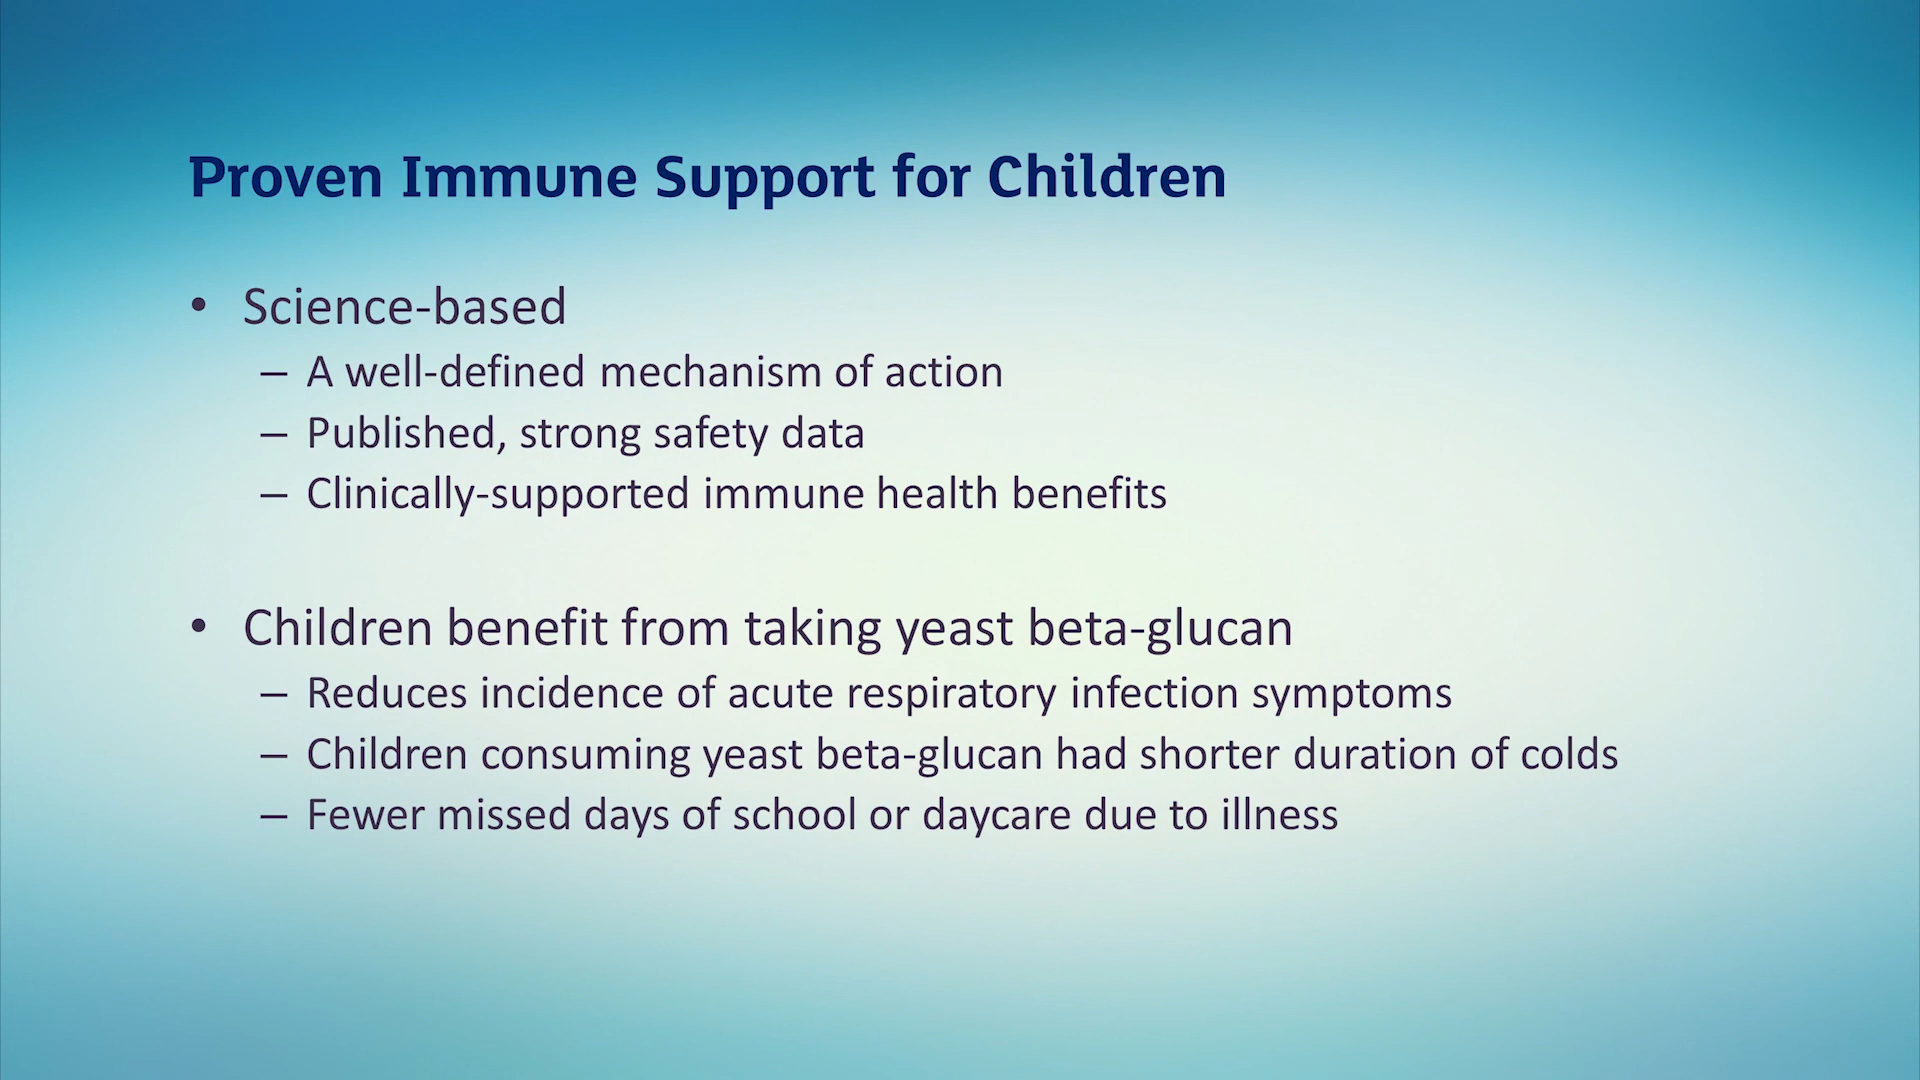 Proven Immune Support for Children
• Science-based
– A well-defined mechanism of action
– Published, strong safety data
– Clinically-supported immune health benefits
• Children benefit from taking yeast beta-glucan
– Reduces incidence of acute respiratory infection symptoms
– Children consuming yeast beta-glucan had shorter duration of colds
– Fewer missed days of school or daycare due to illness